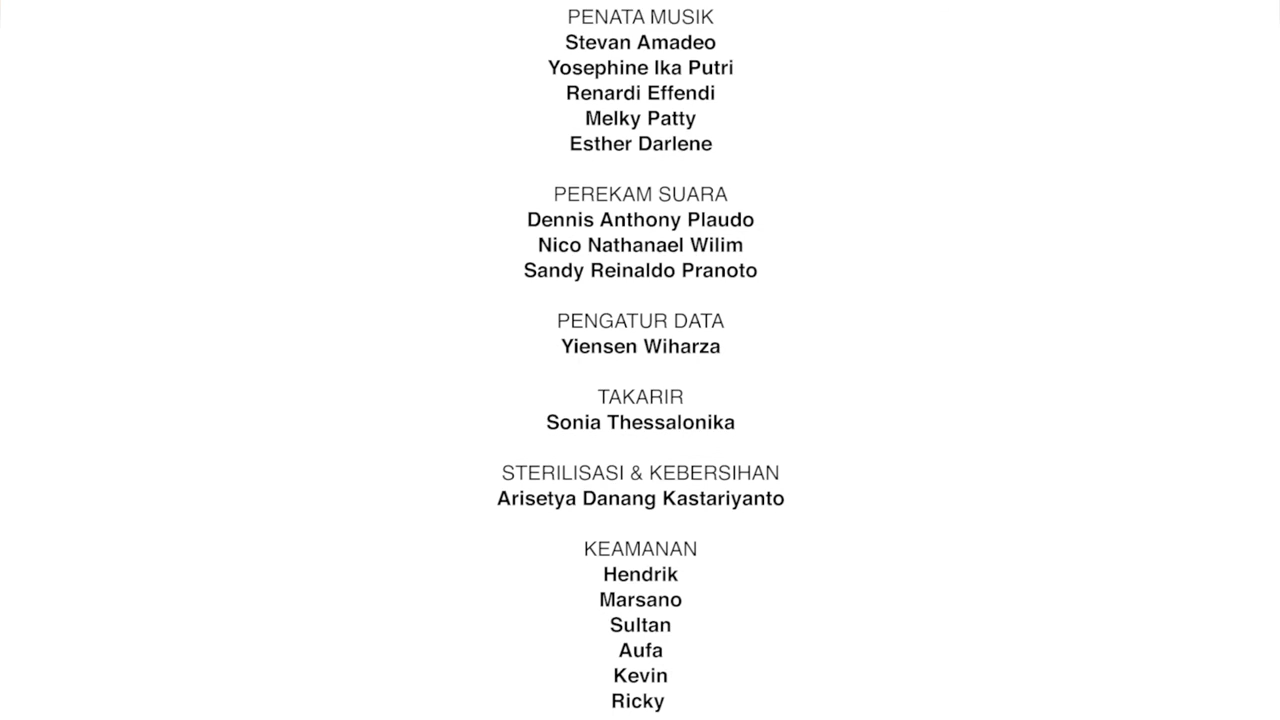 PENATA MUSIK
Stevan Amadeo
Yosephine Ika Putri
Renardi Effendi
Melky Patty
Esther Darlene
PEREKAM SUARA
Dennis Anthony Plaudo
Nico Nathanael Wilim
Sandy Reinaldo Pranoto
PENGATUR DATA
Yiensen Wiharza
TAKARIR
Sonia Thessalonika
STERILISASI & KEBERSIHAN
Arisetya Danang Kastariyanto
KEAMANAN
Hendrik
Marsano
Sultan
Aufa
Kevin
Ricky